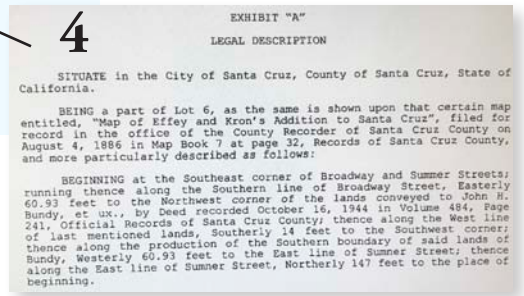 4
EXHIBIT "A"
LEGAL DESCRIPTION
SITUATE in the City of Santa Cruz, County of Santa Cruz, State of
California.
BEING a part of Lot 6, as the same is shown upon that certain map
entitled, "Map of Effey and Kron's Addition to Santa Cruz", filed for
record in the office of the County Recorder of Santa Cruz County on
August 4, 1886 in Map Book 7 at page 32, Records of Santa Cruz County,
and more particularly described as follows:
BEGINNING at the Southeast corner of Broadway and Summer Streets;
running thence along the Southern line of Broadway Street, Easterly
60.93 feet to the Northwest corner of the lands conveyed to John H.
Bundy, et ux., by Deed recorded October 16, 1944 in Volume 484, Page
241, Official Records of Santa Cruz County; thence along the West line
of last mentioned lands, Southerly 14 feet to the Southwest corner;
thence along the production of the Southern boundary of said lands of
Bundy, Westerly 60.93 feet to the East line of Sumner Street; thence
along the East line of Sumner Street, Northerly 147 feet to the place of
beginning.